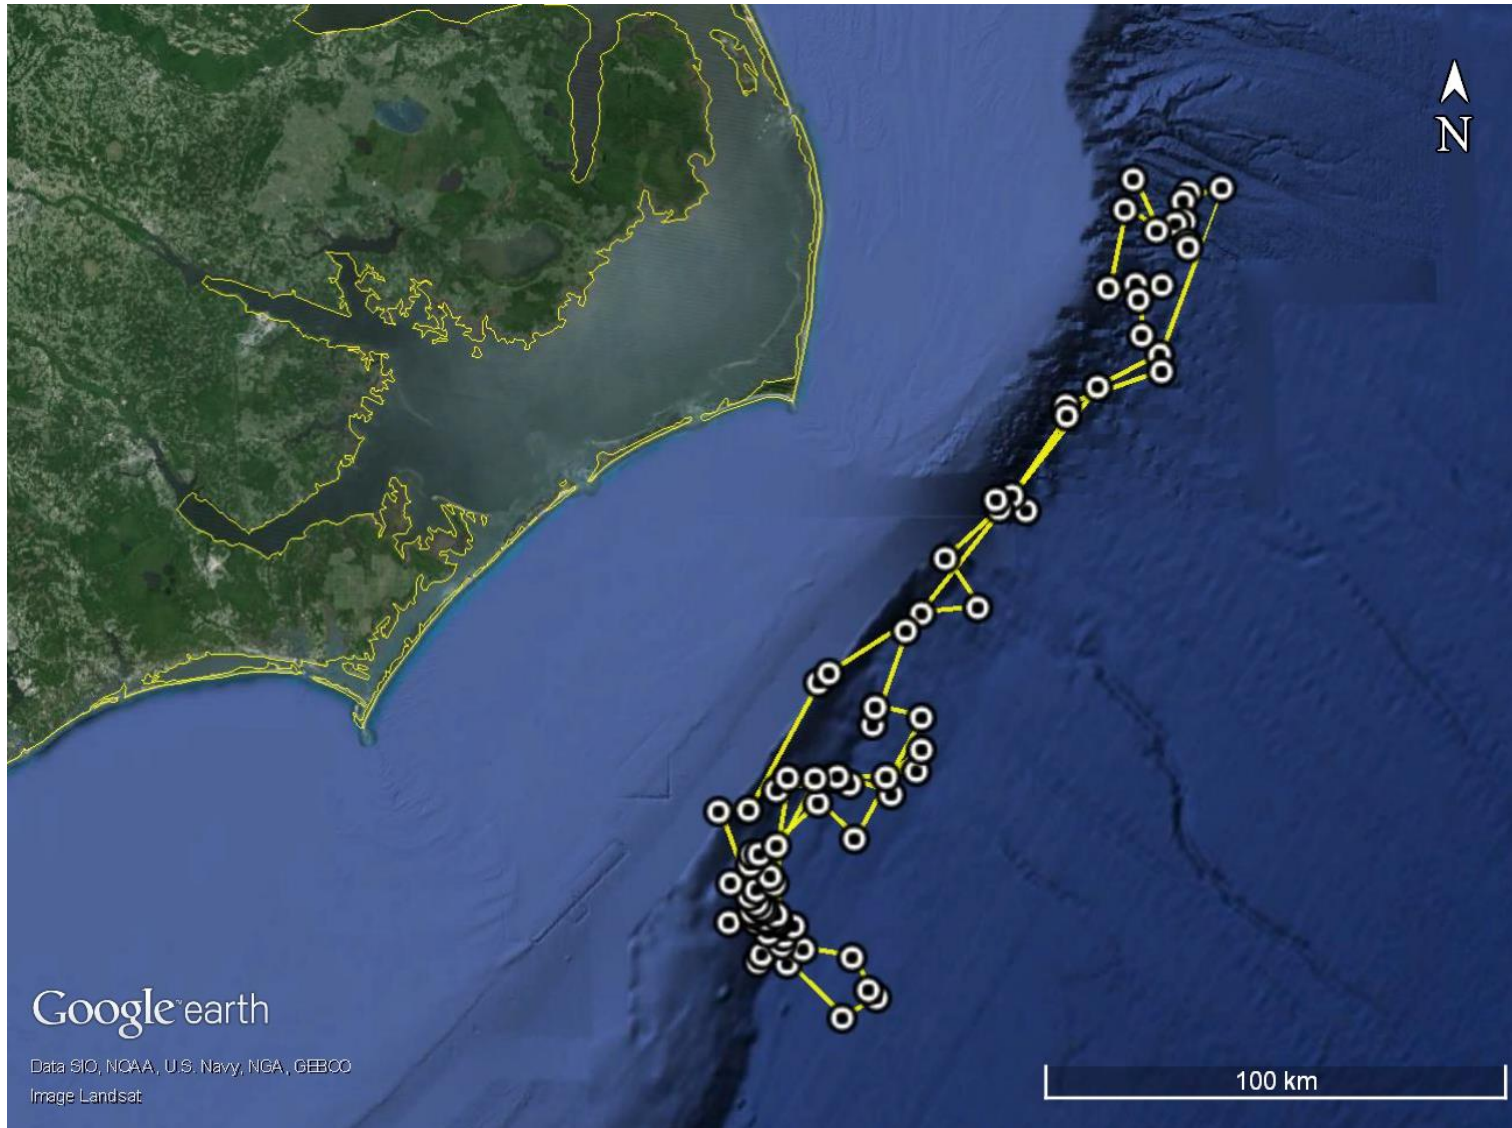 N
Google earth
Data SIO, NOAA, U.S. Navy, NGA, GEBCO
Image Landsat
100 km